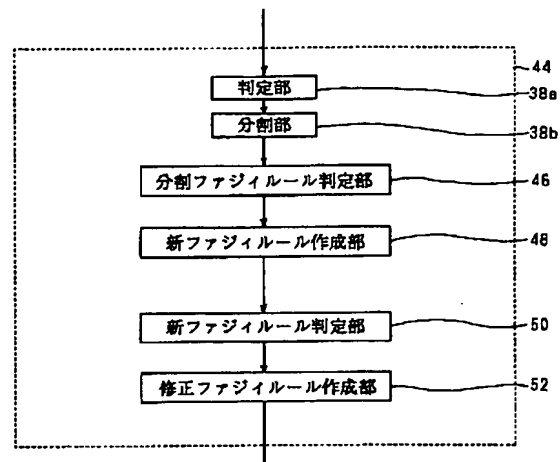 44
判定部 38a
分割部 38b
分割ファジィルール判定部 46
新ファジィルール作成部 48
新ファジィルール判定部 50
修正ファジィルール作成部 52